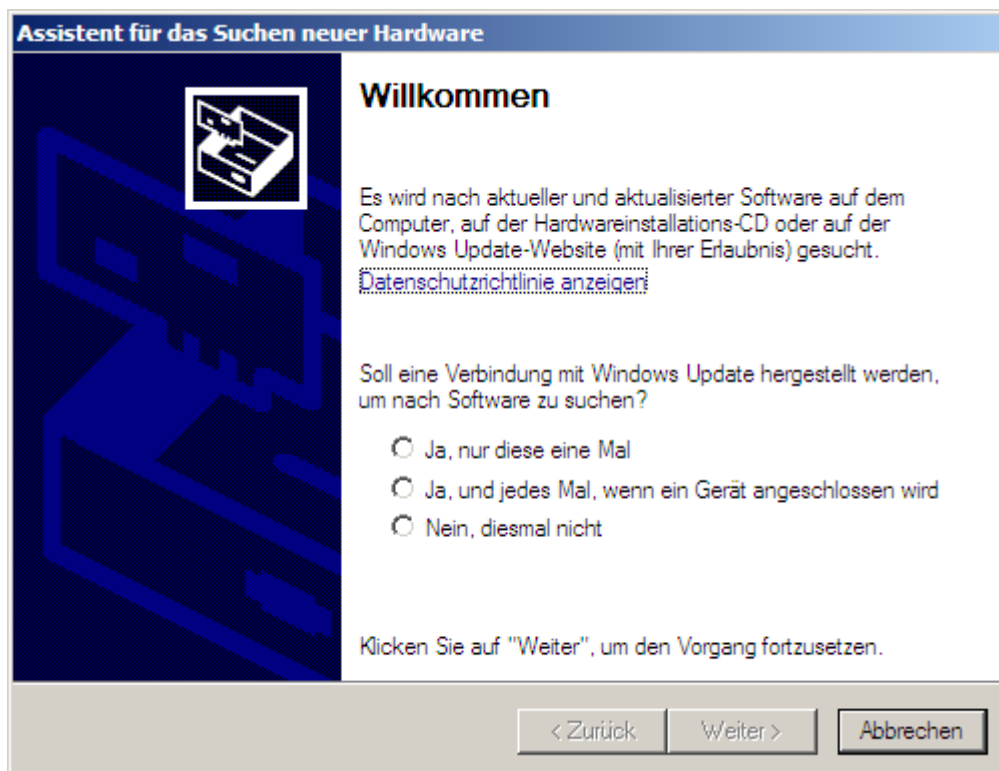 Assistent für das Suchen neuer Hardware
Willkommen
Es wird nach aktueller und aktualisierter Software auf dem
Computer, auf der Hardwareinstallations-CD oder auf der
Windows Update-Website (mit Ihrer Erlaubnis) gesucht.
Datenschutzrichtlinie anzeigen
Soll eine Verbindung mit Windows Update hergestellt werden,
um nach Software zu suchen?
Ja, nur diese eine Mal
Ja, und jedes Mal, wenn ein Gerät angeschlossen wird
Nein, diesmal nicht
Klicken Sie auf "Weiter", um den Vorgang fortzusetzen.
< Zurück Weiter > Abbrechen